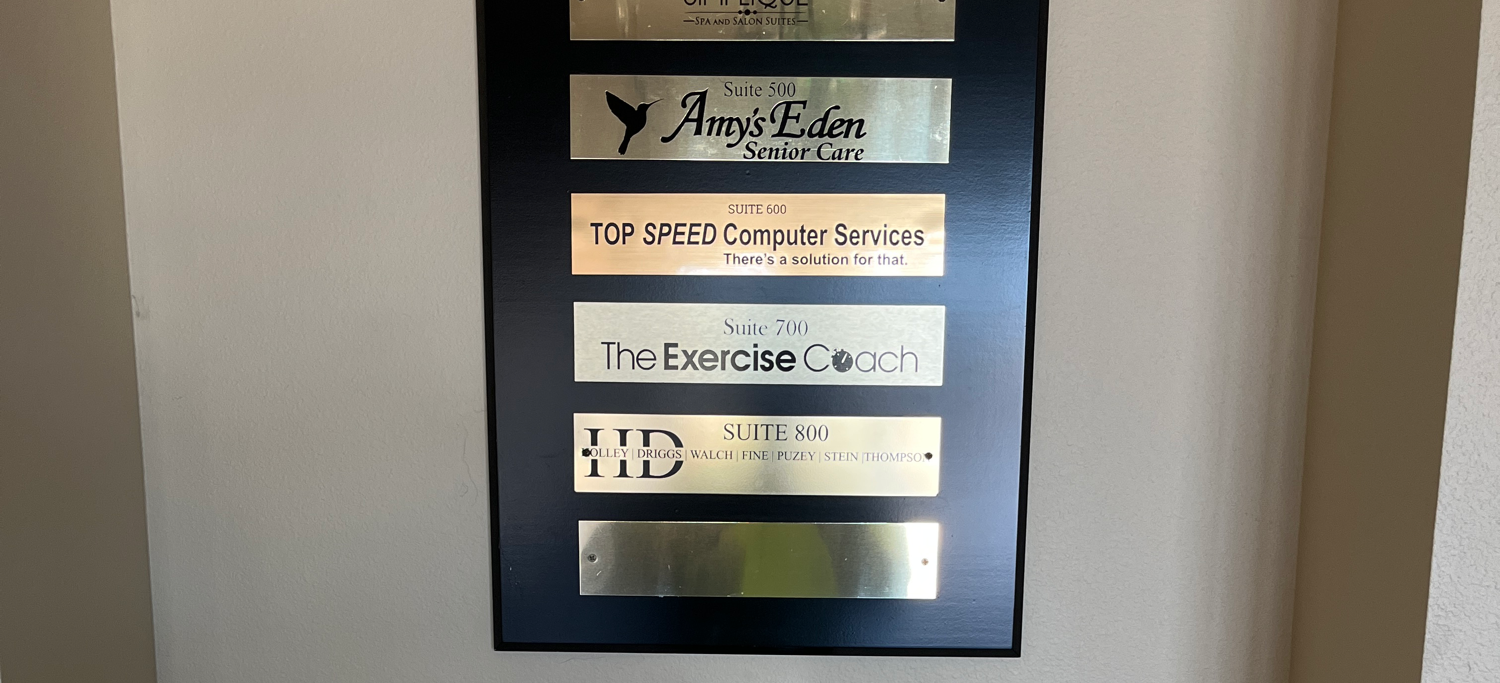 SPA AND SALON SUITES
Suite 500
Amy's Eden
Senior Care
SUITE 600
TOP SPEED Computer Services
There's a solution for that.
Suite 700
The Exercise Coach
HD
SUITE 800
DRIGGS | WALCH | FINE | PUZEY | STEIN |